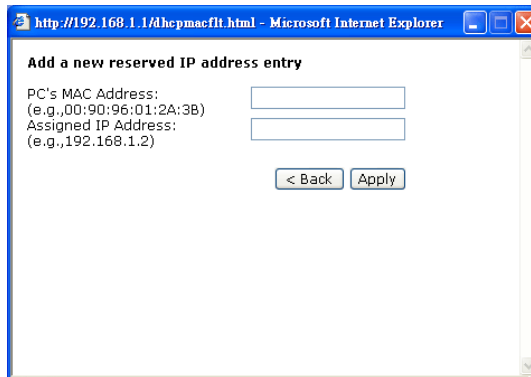 http://192.168.1.1/dhcpmacflt.html - Microsoft Internet Explorer
Add a new reserved IP address entry
PC's MAC Address:
(e.g.,00:90:96:01:2A:3B)
Assigned IP Address:
(e.g.,192.168.1.2)
< Back Apply